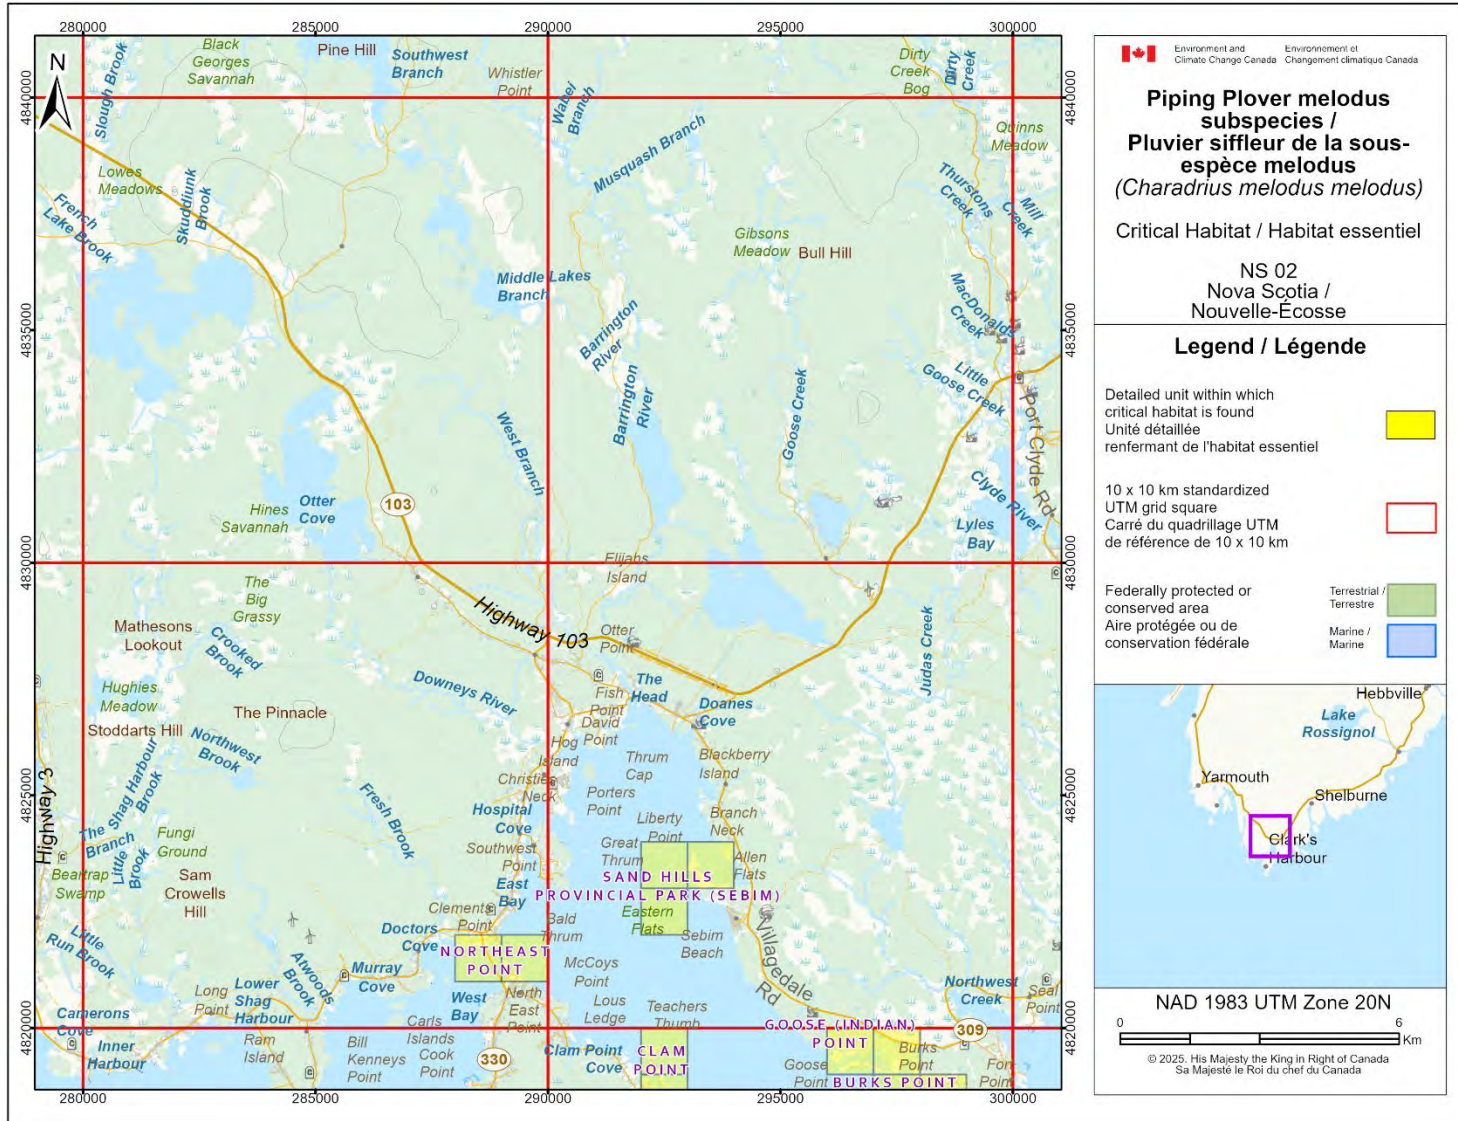 280000
285000
290000
295000
300000
Black
Georges
Savannah
Pine Hill
Southwest
Branch
Whistler
Point
Dirty
Creek
Bog
Dirty
Creek
N
Slough Brook
Wabei
Branch
4840000
4840000
Quinns
Meadow
Musquash Branch
Lowes
Meadows
Skuddiunk
Brook
French
Lake Brook
Thurstons
Creek
Mill
Creek
Gibsons
Meadow
Bull Hill
Middle Lakes
Branch
MacDonalds
Creek
4835000
4835000
Barrington
River
Barrington
River
Little
Goose Creek
Goose Creek
Port Clyde Rd
West Branch
Otter
Cove
Hines
Savannah
103
Clyde River
Lyles
Bay
4830000
4830000
Elijahs
Island
The
Big
Grassy
Highway 103
Otter
Point
Mathesons
Lookout
Crooked
Brook
Judas Creek
Hughies
Meadow
Downeys River
The
Head
Fish
Point
Doanes
Cove
The Pinnacle
Stoddarts Hill
Northwest
Brook
David
Point
Hog
Island
Thrum
Cap
Blackberry
Island
Highway 3
The Shag Harbour
Brook
Christies
Neck
Porters
Point
4825000
4825000
Fresh Brook
Hospital
Cove
Liberty
Point
Branch
Neck
Branch
Little
Brook
Fungi
Ground
Southwest
Point
Great
Thrum
Allen
Flats
Beartrap
Swamp
Sam
Crowells
Hill
East
Bay
SAND HILLS
PROVINCIAL PARK (SEBIM)
Clements
Point
Bald
Thrum
Eastern
Flats
Sebim
Beach
Villagedale
Rd
Little
Run Brook
Doctors
Cove
NORTHEAST
POINT
Atwoods
Brook
Murray
Cove
McCoys
Point
Northwest
Creek
Seal
Point
Long
Point
Lower
Shag
Harbour
West
Bay
North
East
Point
Lous
Ledge
Teachers
Thumb
Camerons
Cove
4820000
4820000
GOOSE (INDIAN)
POINT
309
Inner
Harbour
Ram
Island
Bill
Kenneys
Point
Carls
Islands
Cook
Point
330
Clam Point
Cove
CLAM
POINT
Goose
Point
Burks
Point
Fon
Point
BURKS POINT
280000
285000
290000
295000
300000
Environment and
Climate Change Canada
Environnement et
Changement climatique Canada
Piping Plover melodus
subspecies /
Pluvier siffleur de la sous-
espèce melodus
(Charadrius melodus melodus)
Critical Habitat / Habitat essentiel
NS 02
Nova Scotia /
Nouvelle-Écosse
Legend / Légende
Detailed unit within which
critical habitat is found
Unité détaillée
renfermant de l'habitat essentiel
10 x 10 km standardized
UTM grid square
Carré du quadrillage UTM
de référence de 10 x 10 km
Federally protected or
conserved area
Aire protégée ou de
conservation fédérale
Terrestrial /
Terrestre
Marine /
Marine
Hebbville
Lake
Rossignol
Yarmouth
Shelburne
Clark's
Harbour
NAD 1983 UTM Zone 20N
0
6
Km
© 2025. His Majesty the King in Right of Canada
Sa Majesté le Roi du chef du Canada